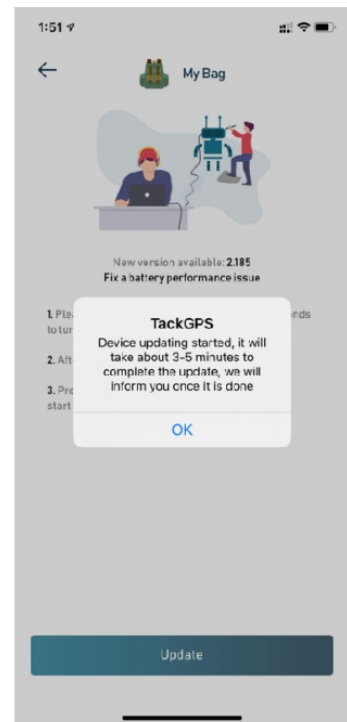 1:51
My Bag
New version available: 2.185
Fix a battery performance issue
1. Ple nds
to tur
TackGPS
Device updating started, it will
take about 3-5 minutes to
complete the update, we will
inform you once it is done
2. Aft
3. Pre
start
OK
Update